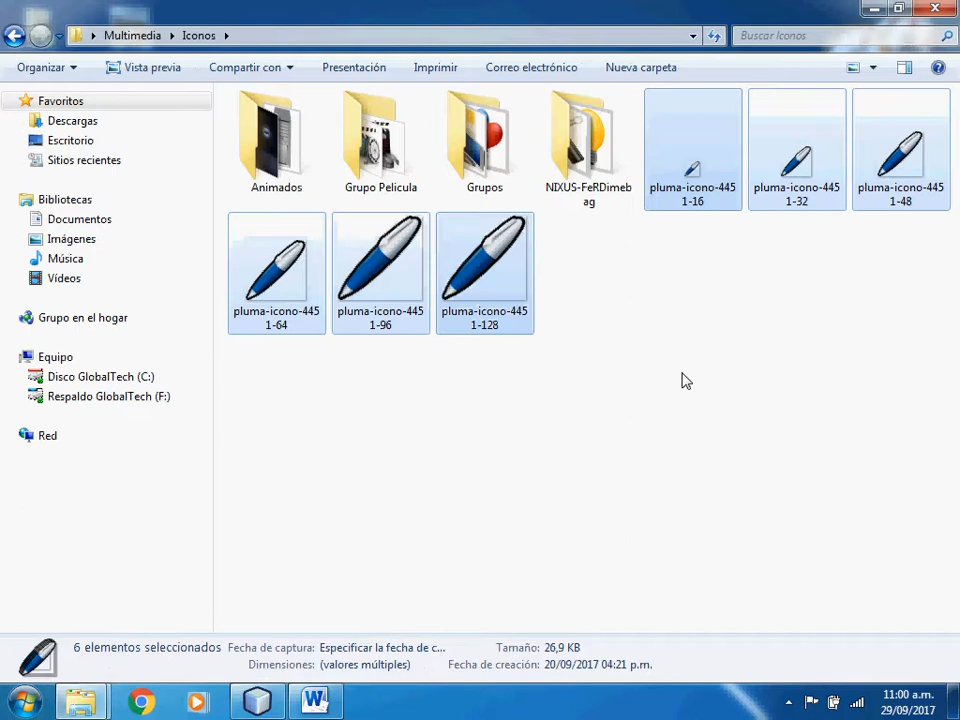 Multimedia
Iconos
Buscar Iconos
Organizar
Vista previa
Compartir con
Presentación
Imprimir
Correo electrónico
Nueva carpeta
Favoritos
Descargas
Escritorio
Sitios recientes
Bibliotecas
Documentos
Imágenes
Música
Vídeos
Grupo en el hogar
Equipo
Disco GlobalTech (C:)
Respaldo GlobalTech (F:)
Red
Animados
Grupo Pelicula
Grupos
NIXUS-FeRDimeb
ag
pluma-icono-445
1-16
pluma-icono-445
1-32
pluma-icono-445
1-48
pluma-icono-445
1-64
pluma-icono-445
1-96
pluma-icono-445
1-128
6 elementos seleccionados
Fecha de captura: Especificar la fecha de c...
Tamaño: 26,9 KB
Dimensiones: (valores múltiples)
Fecha de creación: 20/09/2017 04:21 p.m.
W
11:00 a.m.
29/09/2017